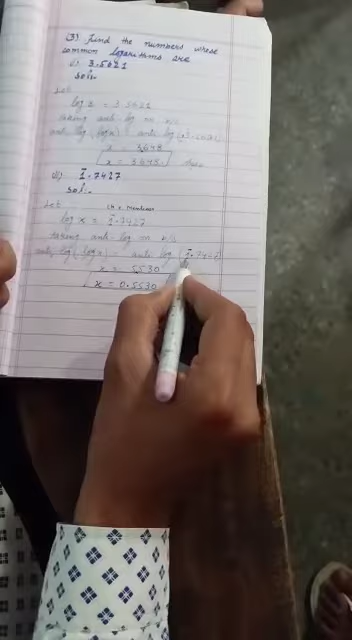 (3) Find the numbers whose
common logarithms are
(i) 3.5621
Sol:-
Let
log x = 3.5621
taking anti-log on b/s
anti log (log x) = anti log (3.5621)
x = 3648
x = 3648.
(ii) 1̄.7427
Sol:-
Let
log x = 1̄.7427
taking anti-log on b/s
anti log (log x) = anti log (1̄.7427)
x = 5530
x = 0.5530